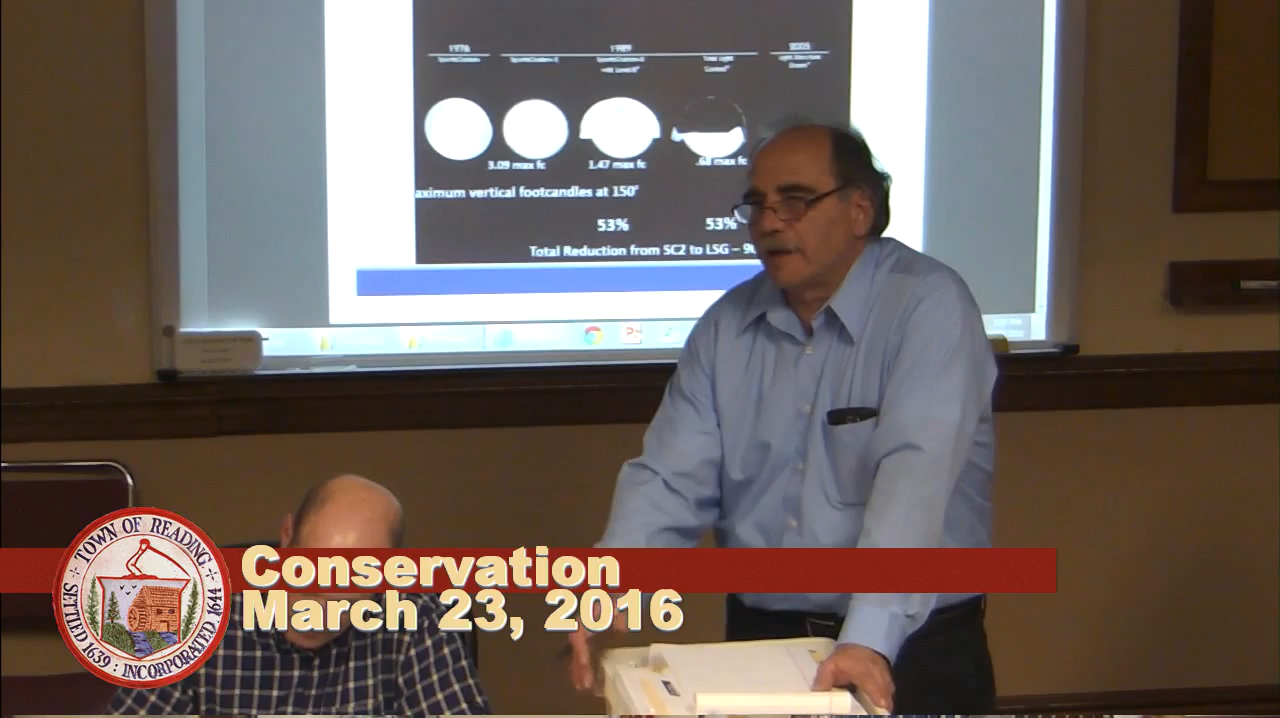 1976 1989 2005
3.09 max fc 1.47 max fc .68 max fc
aximum vertical footcandles at 150'
53% 53%
Total Reduction from SC2 to LSG –
TOWN OF READING
SETTLED 1639 : INCORPORATED 1644
Conservation
March 23, 2016